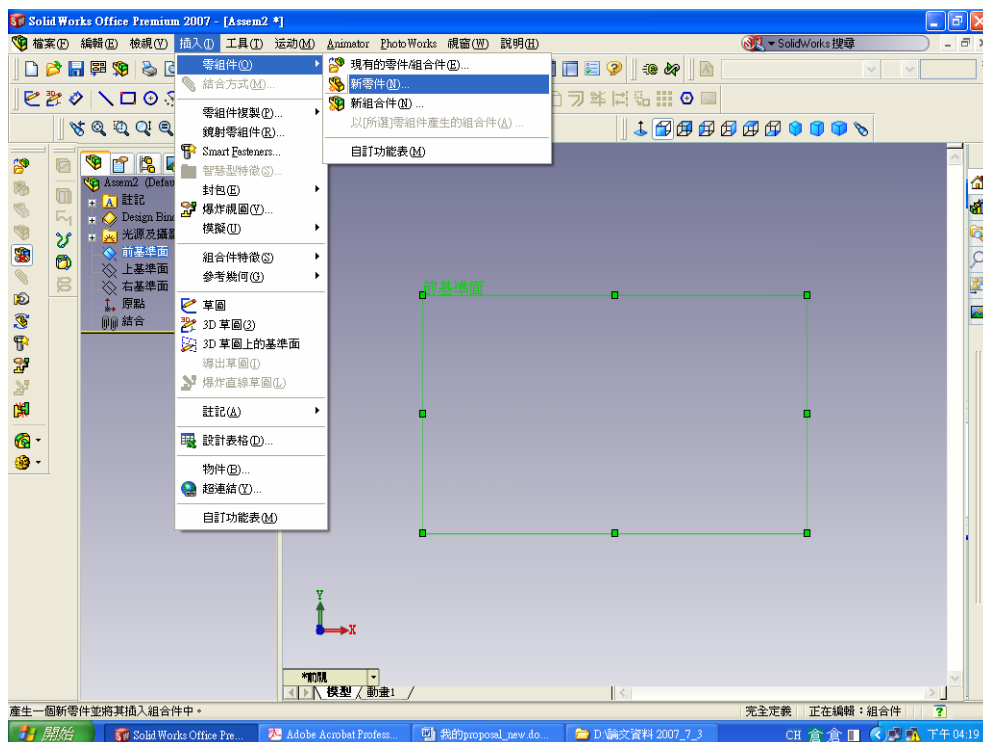 SolidWorks Office Premium 2007 - [Assem2 *]
檔案(F) 編輯(E) 檢視(V) 插入(I) 工具(T) 运动(M) Animator PhotoWorks 視窗(W) 說明(H) SolidWorks 搜尋
零組件(O)
結合方式(M)...
零組件複製(P)...
鏡射零組件(R)...
Smart Fasteners...
智慧型特徵(S)...
封包(E)
爆炸視圖(V)...
模擬(U)
組合件特徵(S)
參考幾何(G)
草圖
3D 草圖(3)
3D 草圖上的基準面
導出草圖(I)
爆炸直線草圖(L)
註記(A)
設計表格(D)...
物件(B)...
超連結(Y)...
自訂功能表(M)
現有的零件/組合件(E)...
新零件(N)...
新組合件(N) ...
以[所選]零組件產生的組合件(A) ...
自訂功能表(M)
Assem2 (Defau
註記
Design Bind
光源及攝影
前基準面
上基準面
右基準面
原點
結合
前基準面
Y
X
*前視
模型 動畫1
產生一個新零件並將其插入組合件中。 完全定義 正在編輯：組合件
開始 SolidWorks Office Pre... Adobe Acrobat Profess... 我的proposal_new.do... D:\論文資料 2007_7_3 CH 下午 04:19